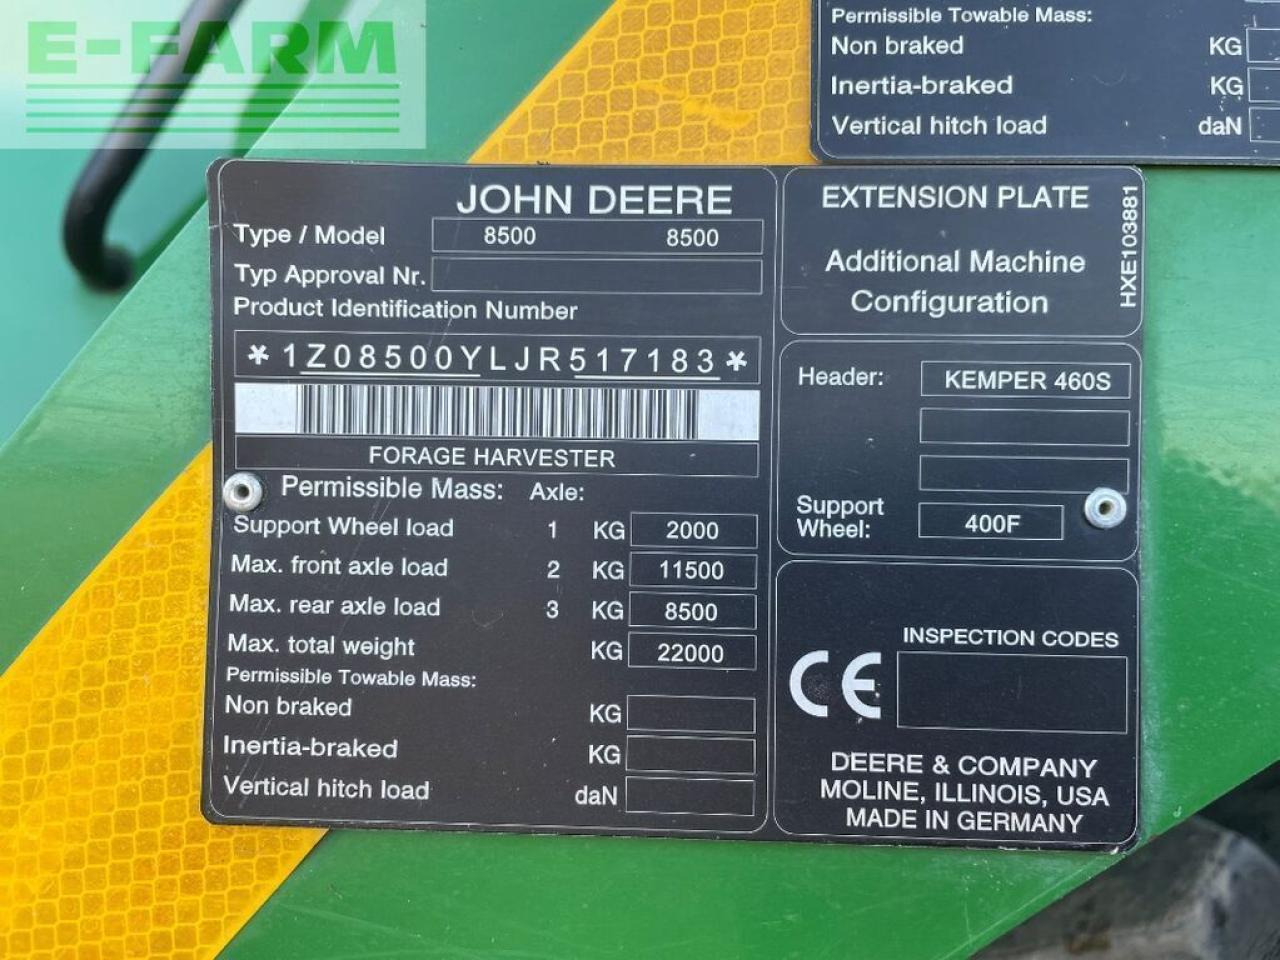 E-FARM
Permissible Towable Mass:
Non braked KG
Inertia-braked KG
Vertical hitch load daN
JOHN DEERE
Type / Model 8500 8500
Typ Approval Nr.
Product Identification Number
*1Z08500YLJR517183*
FORAGE HARVESTER
Permissible Mass: Axle:
Support Wheel load 1 KG 2000
Max. front axle load 2 KG 11500
Max. rear axle load 3 KG 8500
Max. total weight KG 22000
Permissible Towable Mass:
Non braked KG
Inertia-braked KG
Vertical hitch load daN
EXTENSION PLATE
Additional Machine
Configuration
HXE103881
Header: KEMPER 460S
Support
Wheel: 400F
INSPECTION CODES
CE
DEERE & COMPANY
MOLINE, ILLINOIS, USA
MADE IN GERMANY